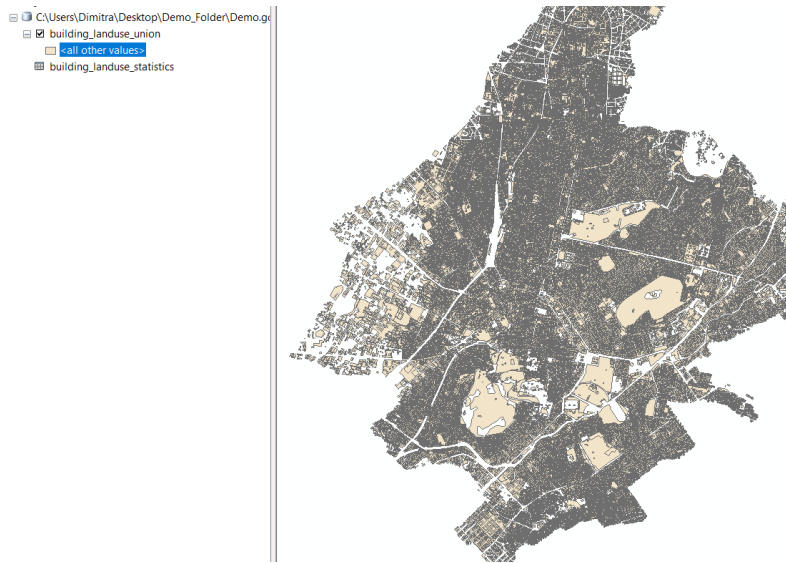 C:\Users\Dimitra\Desktop\Demo_Folder\Demo.gd
building_landuse_union
<all other values>
building_landuse_statistics